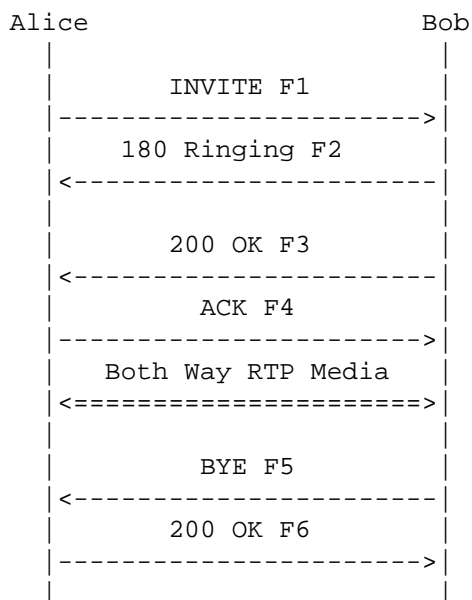 Alice Bob
INVITE F1
180 Ringing F2
200 OK F3
ACK F4
Both Way RTP Media
BYE F5
200 OK F6